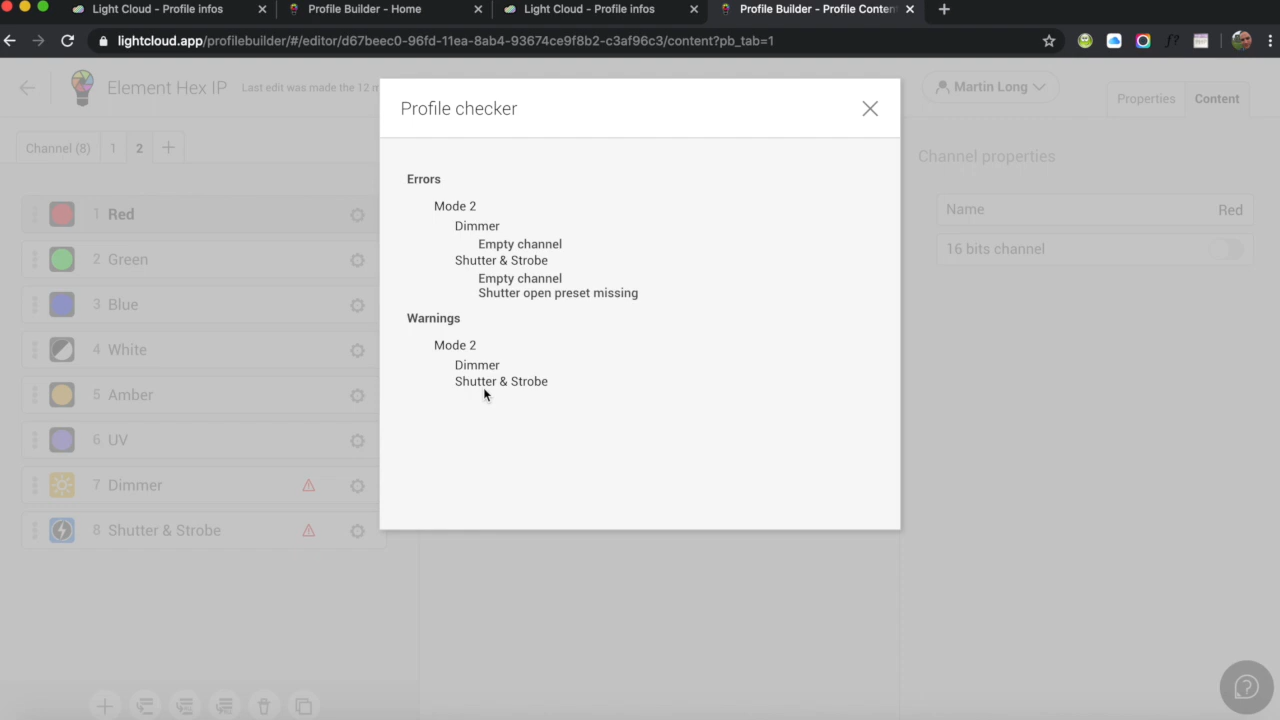 Light Cloud - Profile infos
Profile Builder - Home
Light Cloud - Profile infos
Profile Builder - Profile Conten
lightcloud.app/profilebuilder/#/editor/d67beec0-96fd-11ea-8ab4-93674ce9f8b2-c3af96c3/content?pb_tab=1
f?
Element Hex IP
Last edit was made the 12 m
Martin Long
Properties
Content
Profile checker
Channel (8)
1
2
Channel properties
Errors
Mode 2
Dimmer
Empty channel
Shutter & Strobe
Empty channel
Shutter open preset missing
Warnings
Mode 2
Dimmer
Shutter & Strobe
1 Red
2 Green
3 Blue
4 White
5 Amber
6 UV
7 Dimmer
8 Shutter & Strobe
Name
Red
16 bits channel